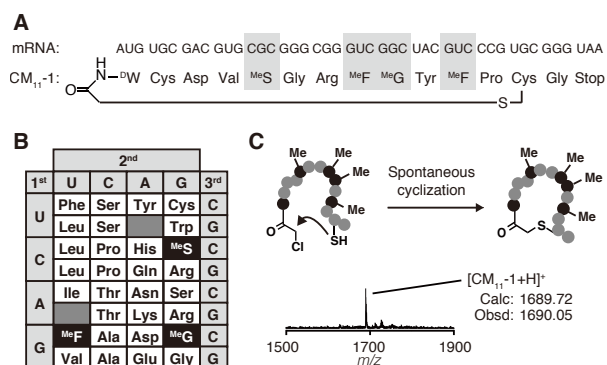 A
mRNA: AUG UGC GAC GUG CGC GGG CGG GUC GGC UAC GUC CCG UGC GGG UAA
CM₁₁-1: ᴰW Cys Asp Val ᴹᵉS Gly Arg ᴹᵉF ᴹᵉG Tyr ᴹᵉF Pro Cys Gly Stop
H
N
O
S
B
2nd
1st U C A G 3rd
U Phe Ser Tyr Cys C
Leu Ser Trp G
C Leu Pro His ᴹᵉS C
Leu Pro Gln Arg G
A Ile Thr Asn Ser C
Thr Lys Arg G
G ᴹᵉF Ala Asp ᴹᵉG C
Val Ala Glu Gly G
C
Me Me Me Me
O Cl SH
Spontaneous
cyclization
Me Me Me Me
O S
[CM₁₁-1+H]⁺
Calc: 1689.72
Obsd: 1690.05
1500 1700 1900
m/z